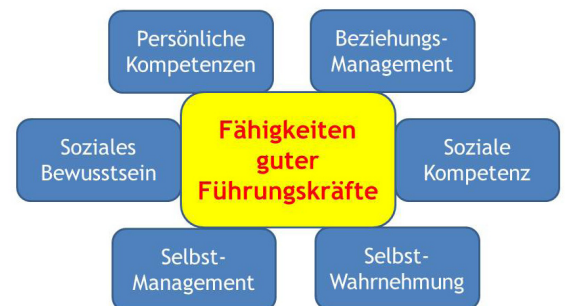 Persönliche
Kompetenzen
Beziehungs-
Management
Soziales
Bewusstsein
Fähigkeiten
guter
Führungskräfte
Soziale
Kompetenz
Selbst-
Management
Selbst-
Wahrnehmung